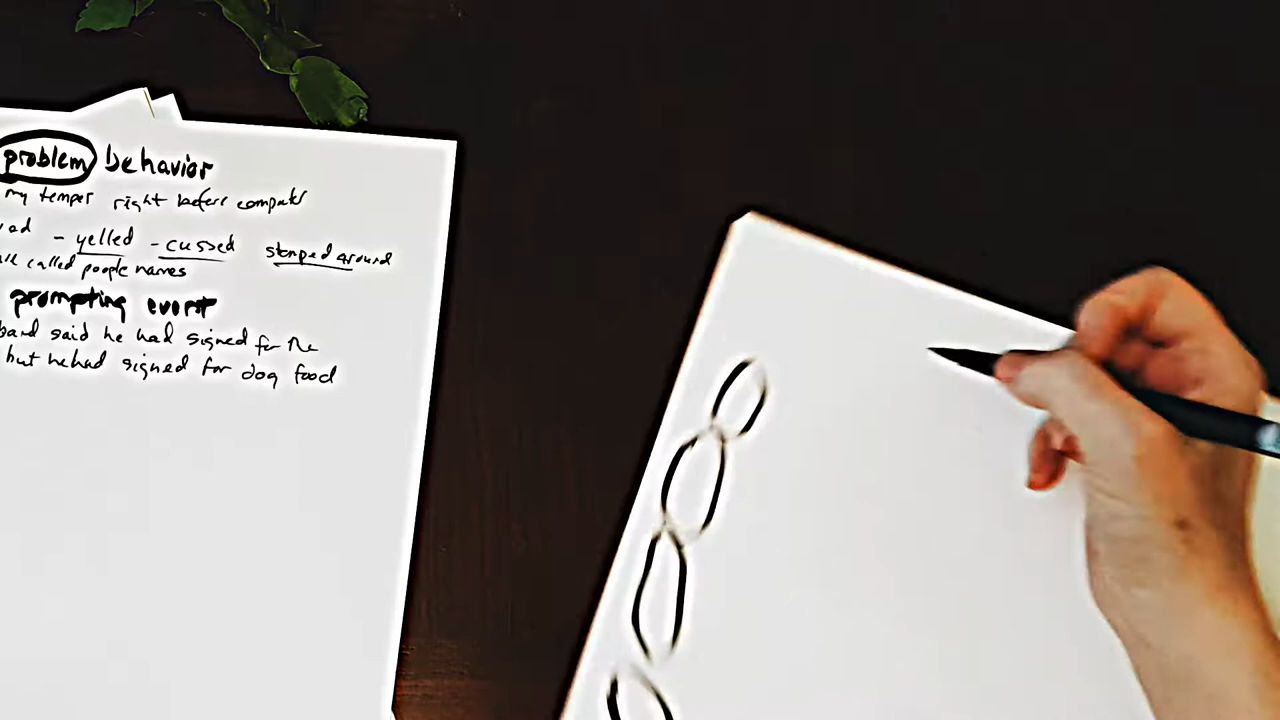 problem behavior
my temper right before computer
- yelled - cussed stomped around
called people names
prompting event
said he had signed for the
but he had signed for dog food